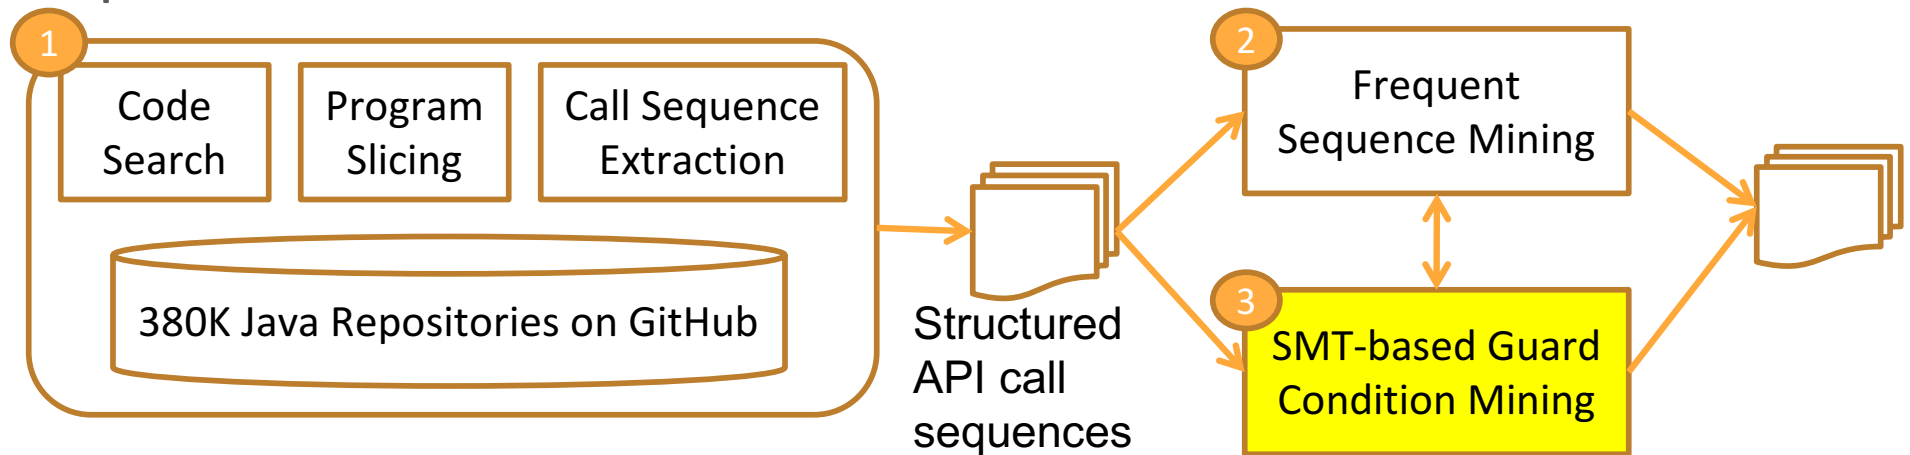 1
Code
Search
Program
Slicing
Call Sequence
Extraction
380K Java Repositories on GitHub
Structured
API call
sequences
2
Frequent
Sequence Mining
3
SMT-based Guard
Condition Mining